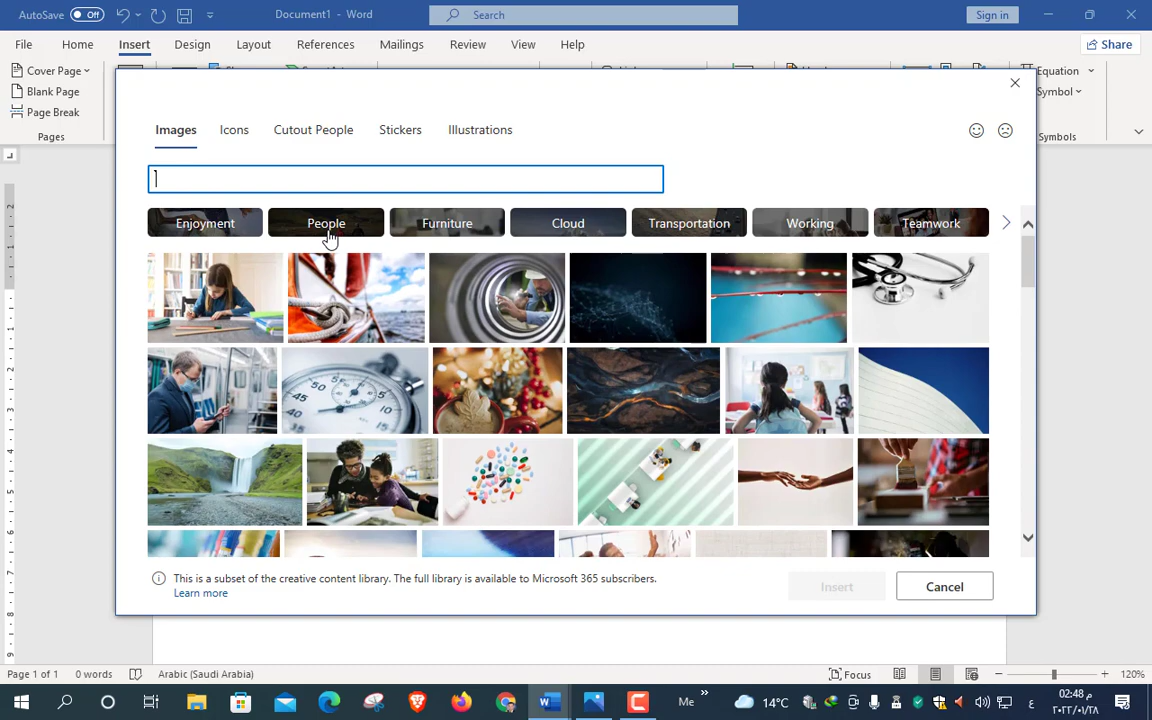 AutoSave Off Document1 - Word Search Sign in
File Home Insert Design Layout References Mailings Review View Help Share
Cover Page Equation
Blank Page Symbol
Page Break
Pages Symbols
Images Icons Cutout People Stickers Illustrations
Enjoyment People Furniture Cloud Transportation Working Teamwork
This is a subset of the creative content library. The full library is available to Microsoft 365 subscribers.
Learn more
Insert Cancel
Page 1 of 1 0 words Arabic (Saudi Arabia) Focus 120%
Me 14°C ع 02:48 م
٢٠٢٢/٠١/٢٨